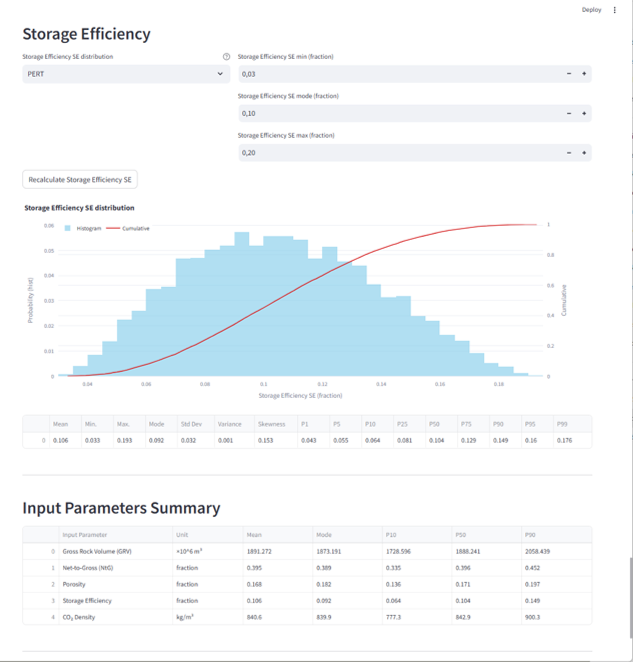 Deploy
Storage Efficiency
Storage Efficiency SE distribution
PERT
Storage Efficiency SE min (fraction)
0,03
Storage Efficiency SE mode (fraction)
0,10
Storage Efficiency SE max (fraction)
0,20
Recalculate Storage Efficiency SE
Storage Efficiency SE distribution
Histogram Cumulative
Probability (hist)
0.06
0.05
0.04
0.03
0.02
0.01
0
1
0.8
0.6
0.4
0.2
0
Cumulative
0.04 0.06 0.08 0.1 0.12 0.14 0.16 0.18
Storage Efficiency SE (fraction)
Mean Min. Max. Mode Std Dev Variance Skewness P1 P5 P10 P25 P50 P75 P90 P95 P99
0 0.106 0.033 0.193 0.092 0.032 0.001 0.153 0.043 0.055 0.064 0.081 0.104 0.129 0.149 0.16 0.176
Input Parameters Summary
Input Parameter Unit Mean Mode P10 P50 P90
0 Gross Rock Volume (GRV) ×10^6 m³ 1891.272 1873.191 1728.596 1888.241 2058.439
1 Net-to-Gross (NtG) fraction 0.395 0.389 0.335 0.396 0.452
2 Porosity fraction 0.168 0.182 0.136 0.171 0.197
3 Storage Efficiency fraction 0.106 0.092 0.064 0.104 0.149
4 CO₂ Density kg/m³ 840.6 839.9 777.3 842.9 900.3